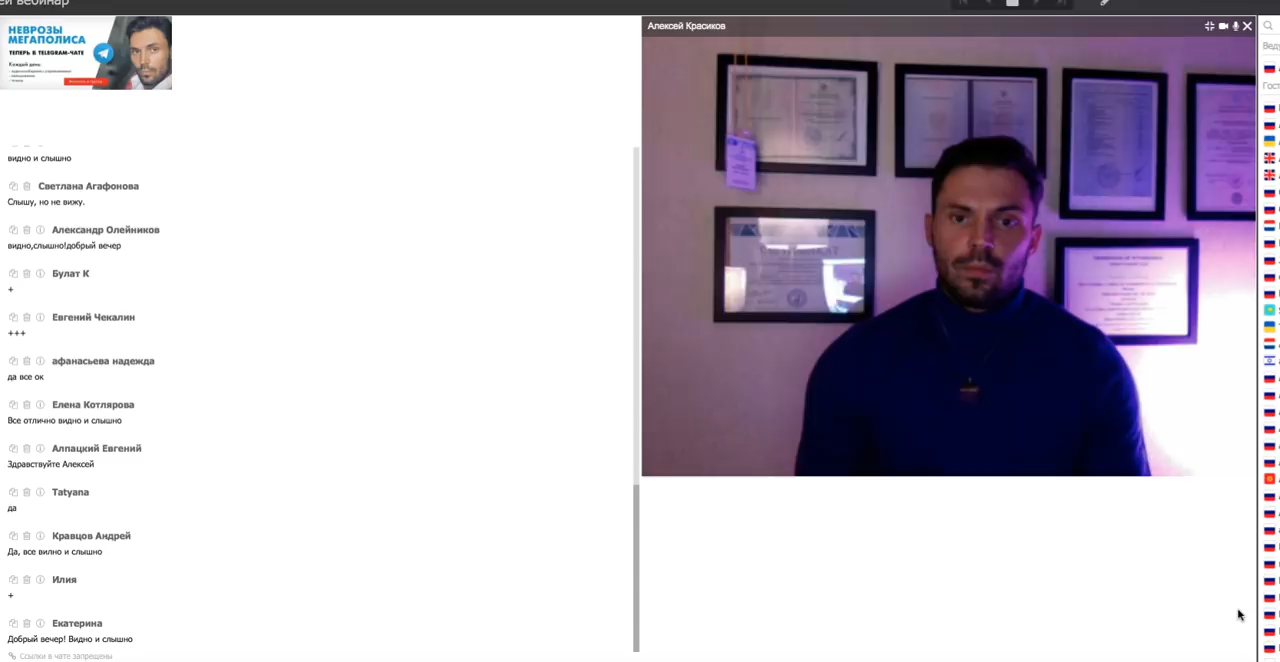 ей вебинар
НЕВРОЗЫ
МЕГАПОЛИСА
ТЕПЕРЬ В TELEGRAM-ЧАТЕ
Каждый день:
видно и слышно
Светлана Агафонова
Слышу, но не вижу.
Александр Олейников
видно,слышно!добрый вечер
Булат К
+
Евгений Чекалин
+++
афанасьева надежда
да все ок
Елена Котлярова
Все отлично видно и слышно
Алпацкий Евгений
Здравствуйте Алексей
Tatyana
да
Кравцов Андрей
Да, все вилно и слышно
Илия
+
Екатерина
Добрый вечер! Видно и слышно
Ссылки в чате запрещены
Алексей Красиков
Веду
Гост